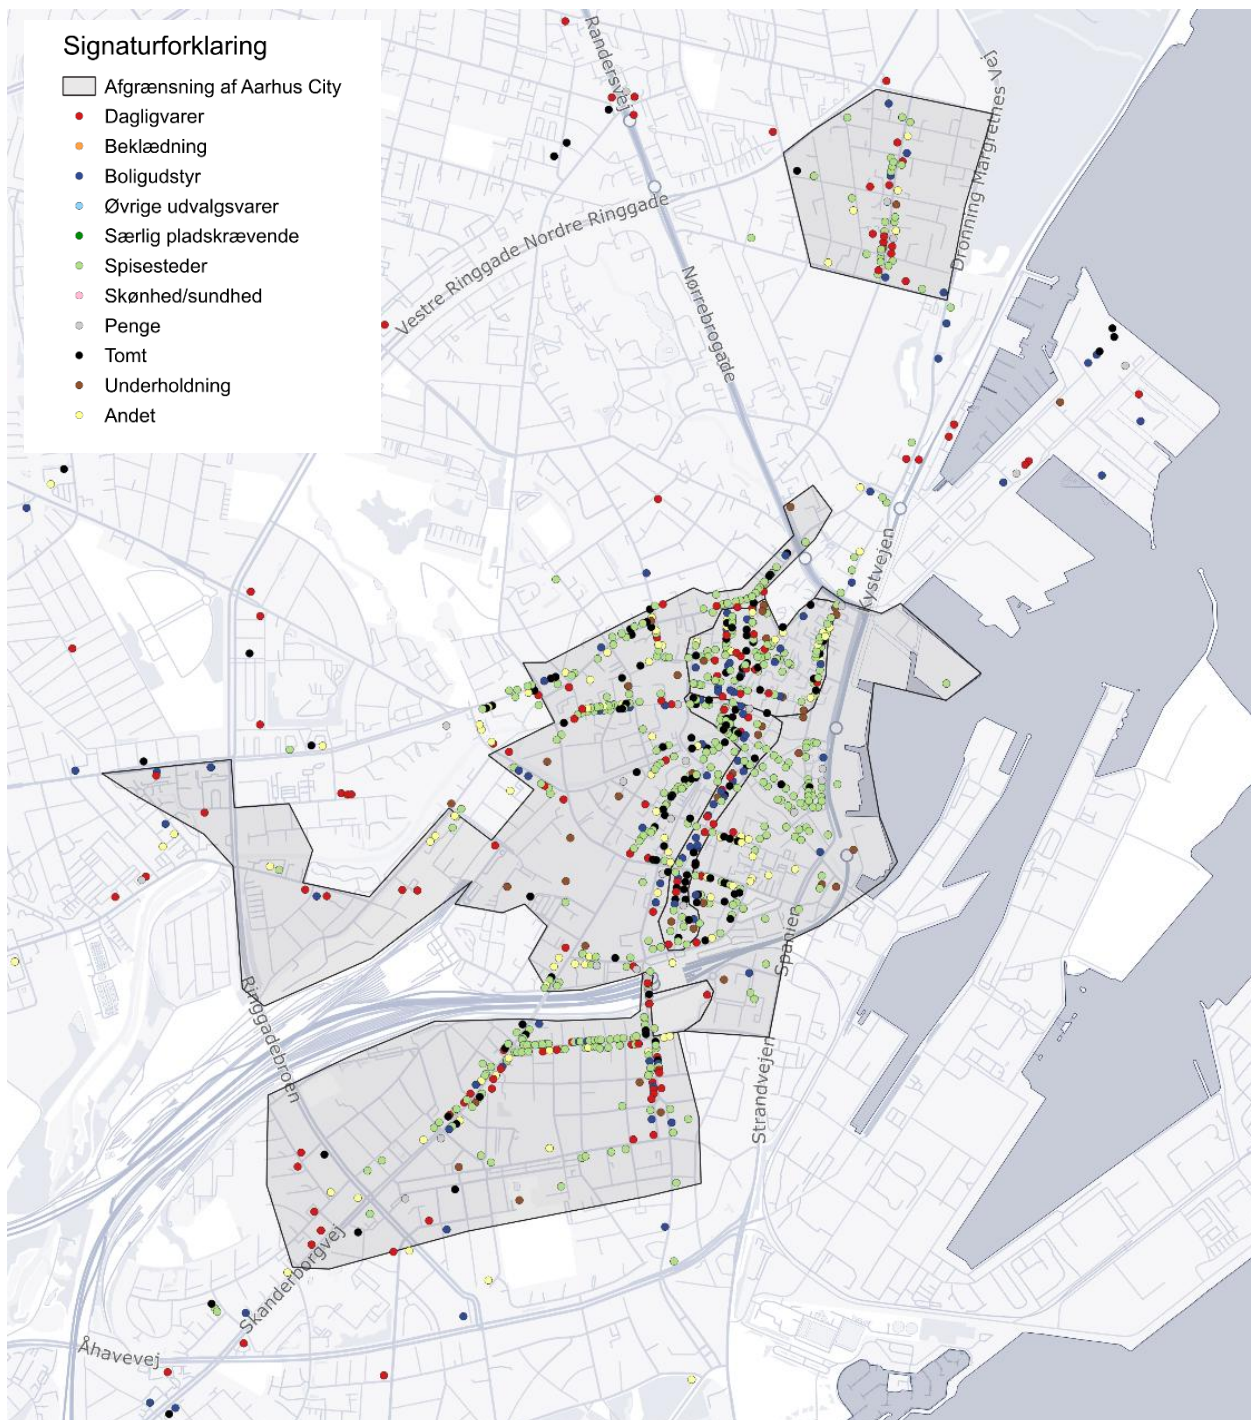 Signaturforklaring
Afgrænsning af Aarhus City
Dagligvarer
Beklædning
Boligudstyr
Øvrige udvalgsvarer
Særlig pladskrævende
Spisesteder
Skønhed/sundhed
Penge
Tomt
Underholdning
Andet
Randersvej
Dronning Margrethes Vej
Vestre Ringgade Nordre Ringgade
Nørrebrogade
Kystvejen
Spanien
Ringgadebroen
Strandvejen
Skanderborgvej
Åhavevej